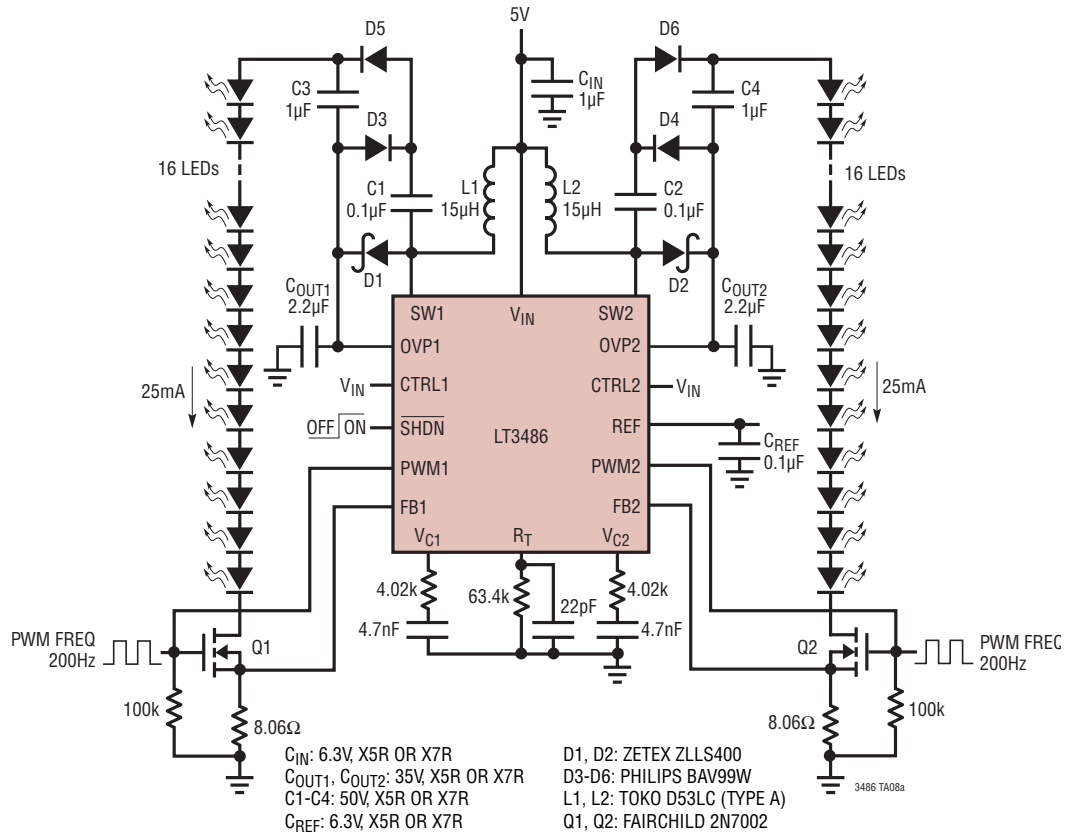 5V
D5
D6
C3
1µF
CIN
1µF
C4
1µF
D3
D4
16 LEDs
16 LEDs
C1
0.1µF
L1
15µH
L2
15µH
C2
0.1µF
D1
D2
COUT1
2.2µF
COUT2
2.2µF
SW1
VIN
SW2
OVP1
OVP2
25mA
VIN
CTRL1
CTRL2
VIN
25mA
OFF ON
SHDN
LT3486
REF
CREF
0.1µF
PWM1
PWM2
FB1
FB2
VC1
RT
VC2
4.02k
63.4k
22pF
4.02k
4.7nF
4.7nF
PWM FREQ
200Hz
Q1
Q2
PWM FREQ
200Hz
100k
8.06Ω
8.06Ω
100k
CIN: 6.3V, X5R OR X7R
COUT1, COUT2: 35V, X5R OR X7R
C1-C4: 50V, X5R OR X7R
CREF: 6.3V, X5R OR X7R
D1, D2: ZETEX ZLLS400
D3-D6: PHILIPS BAV99W
L1, L2: TOKO D53LC (TYPE A)
Q1, Q2: FAIRCHILD 2N7002
3486 TA08a